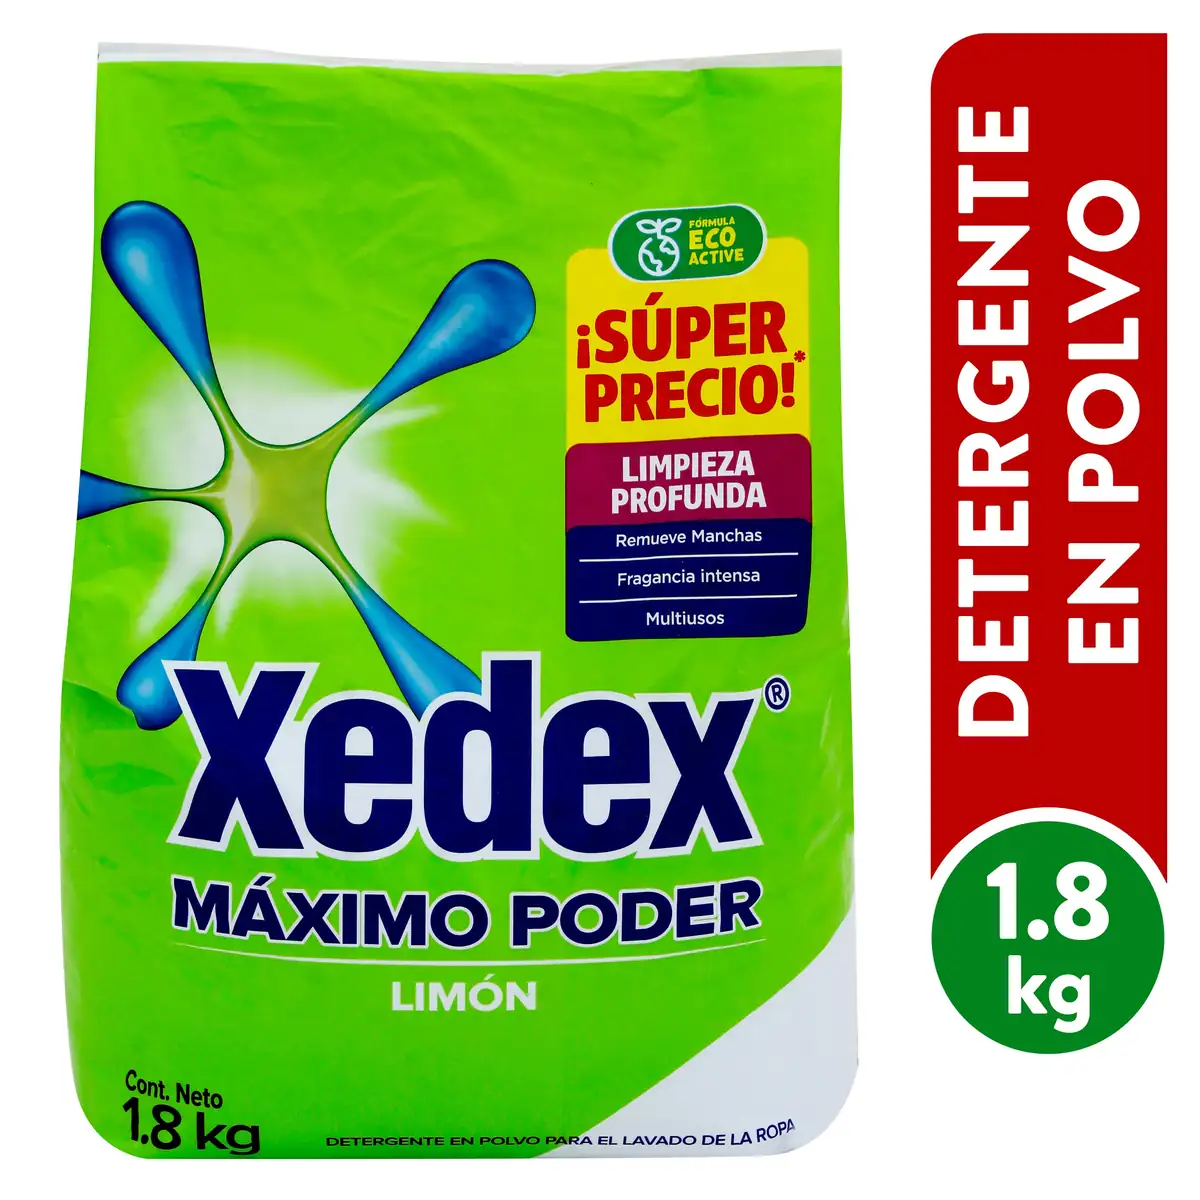 FÓRMULA
ECO
ACTIVE
¡SÚPER
PRECIO!*
LIMPIEZA
PROFUNDA
Remueve Manchas
Fragancia intensa
Multiusos
Xedex®
MÁXIMO PODER
LIMÓN
Cont. Neto
1.8 kg
DETERGENTE EN POLVO PARA EL LAVADO DE LA ROPA
DETERGENTE
EN POLVO
1.8
kg